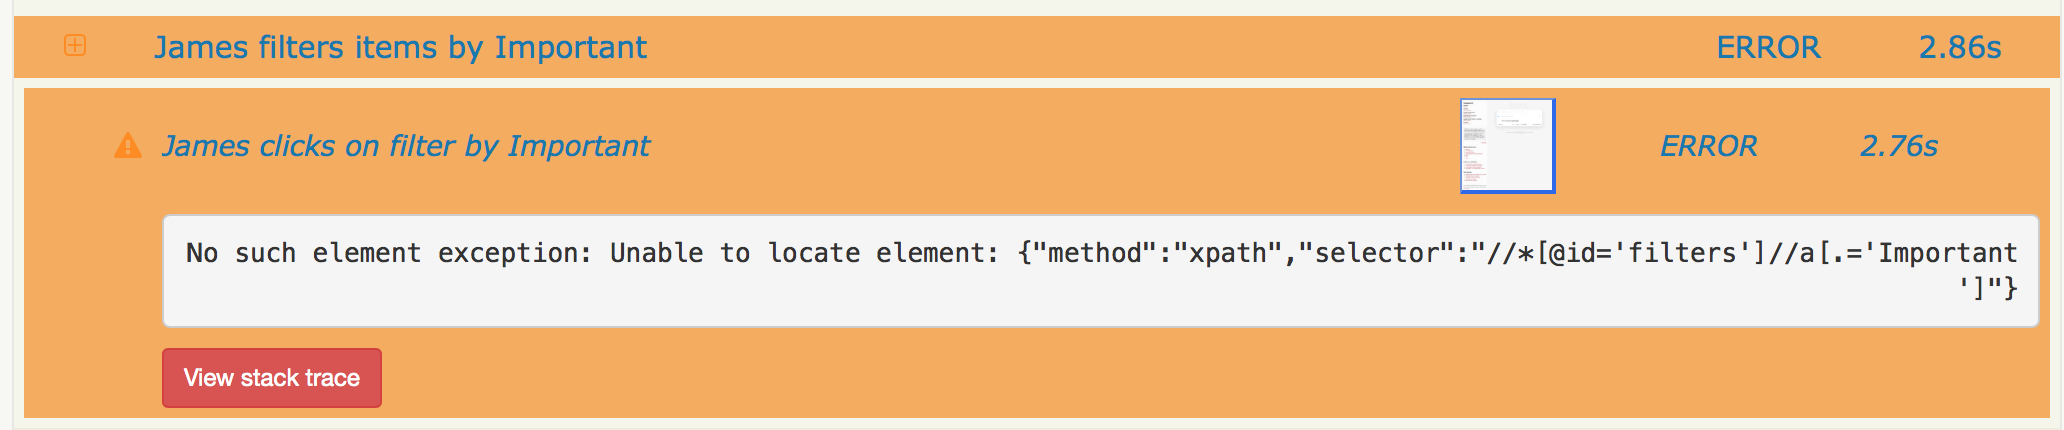 James filters items by Important ERROR 2.86s
James clicks on filter by Important ERROR 2.76s
No such element exception: Unable to locate element: {"method":"xpath","selector":"//*[@id='filters']//a[.='Important
']"}
View stack trace